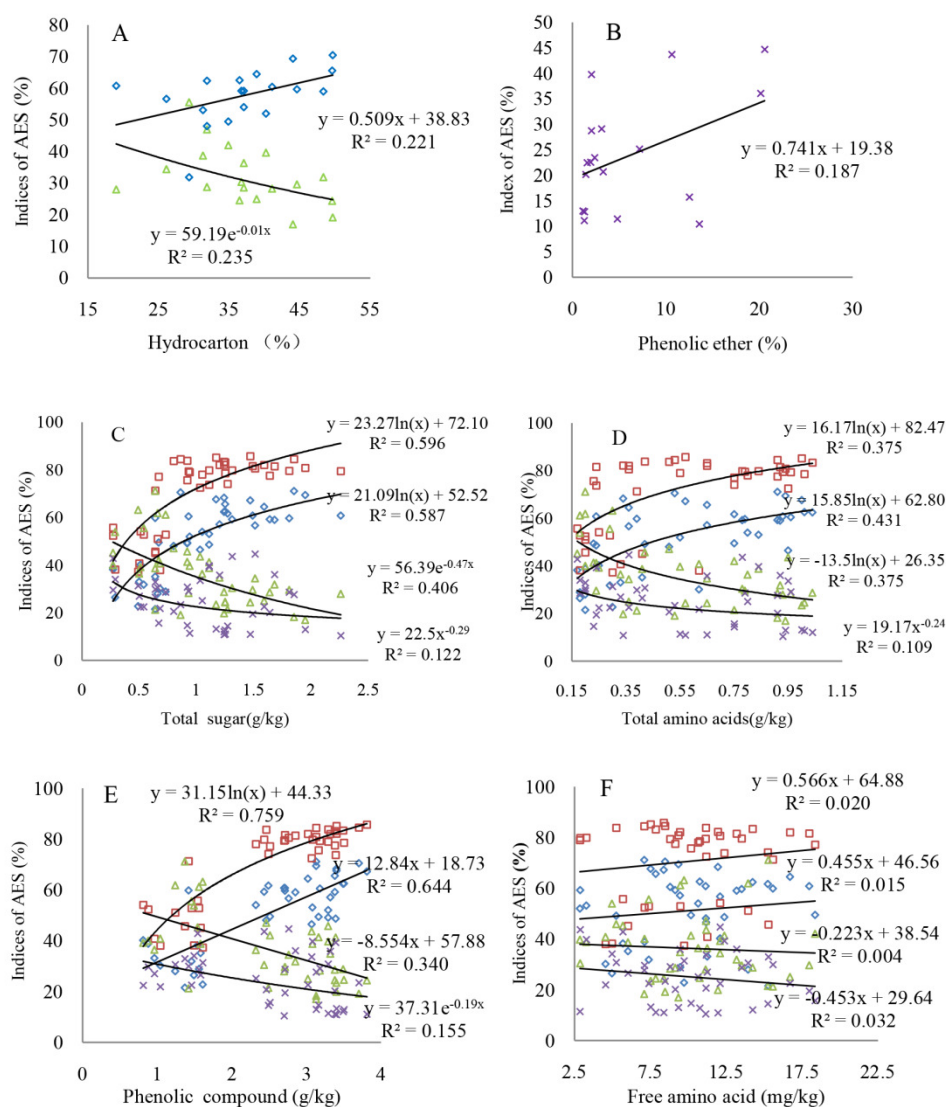 A
Indices of AES (%)
80
70
60
50
40
30
20
10
0
y = 0.509x + 38.83
R² = 0.221
y = 59.19e⁻⁰·⁰¹ˣ
R² = 0.235
15 25 35 45 55
Hydrocarton （%）
B
Index of AES (%)
50
45
40
35
30
25
20
15
10
5
0
y = 0.741x + 19.38
R² = 0.187
0 10 20 30
Phenolic ether (%)
C
Indices of AES (%)
100
80
60
40
20
0
y = 23.27ln(x) + 72.10
R² = 0.596
y = 21.09ln(x) + 52.52
R² = 0.587
y = 56.39e⁻⁰·⁴⁷ˣ
R² = 0.406
y = 22.5x⁻⁰·²⁹
R² = 0.122
0 0.5 1 1.5 2 2.5
Total sugar(g/kg)
D
Indices of AES (%)
100
80
60
40
20
0
y = 16.17ln(x) + 82.47
R² = 0.375
y = 15.85ln(x) + 62.80
R² = 0.431
y = -13.5ln(x) + 26.35
R² = 0.375
y = 19.17x⁻⁰·²⁴
R² = 0.109
0.15 0.35 0.55 0.75 0.95 1.15
Total amino acids(g/kg)
E
Indices of AES (%)
100
80
60
40
20
0
y = 31.15ln(x) + 44.33
R² = 0.759
y = 12.84x + 18.73
R² = 0.644
y = -8.554x + 57.88
R² = 0.340
y = 37.31e⁻⁰·¹⁹ˣ
R² = 0.155
0 1 2 3 4
Phenolic compound (g/kg)
F
Indices of AES (%)
100
80
60
40
20
0
y = 0.566x + 64.88
R² = 0.020
y = 0.455x + 46.56
R² = 0.015
y = -0.223x + 38.54
R² = 0.004
y = -0.453x + 29.64
R² = 0.032
2.5 7.5 12.5 17.5 22.5
Free amino acid (mg/kg)